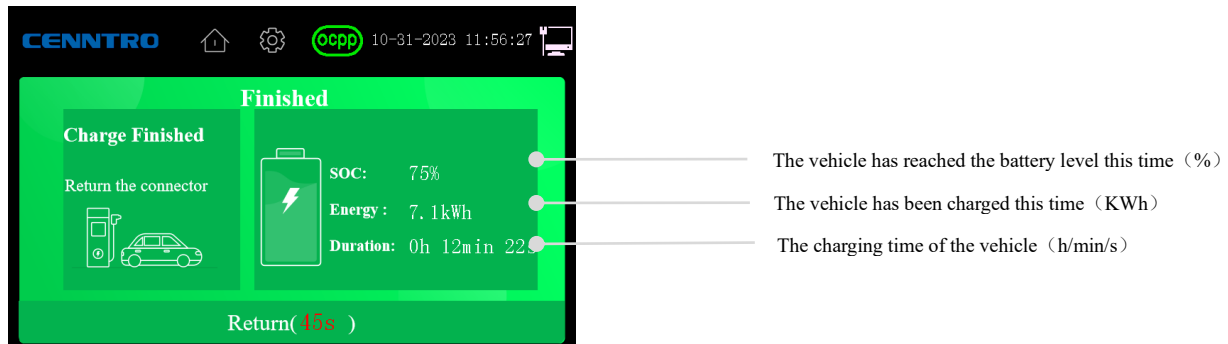 CENNTRO ocpp 10-31-2023 11:56:27
Finished
Charge Finished
Return the connector
SOC: 75%
Energy : 7.1kWh
Duration: 0h 12min 22s
Return(45s )
The vehicle has reached the battery level this time（%）
The vehicle has been charged this time（KWh）
The charging time of the vehicle（h/min/s）